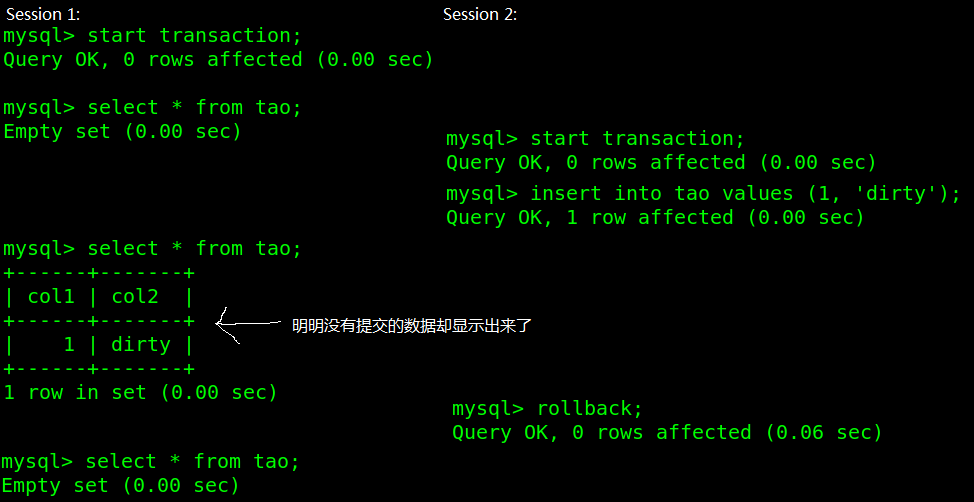 Session 1:
Session 2:
mysql> start transaction;
Query OK, 0 rows affected (0.00 sec)
mysql> select * from tao;
Empty set (0.00 sec)
mysql> start transaction;
Query OK, 0 rows affected (0.00 sec)
mysql> insert into tao values (1, 'dirty');
Query OK, 1 row affected (0.00 sec)
mysql> select * from tao;
+------+-------+
| col1 | col2  |
+------+-------+
|    1 | dirty |
+------+-------+
明明没有提交的数据却显示出来了
1 row in set (0.00 sec)
mysql> rollback;
Query OK, 0 rows affected (0.06 sec)
mysql> select * from tao;
Empty set (0.00 sec)